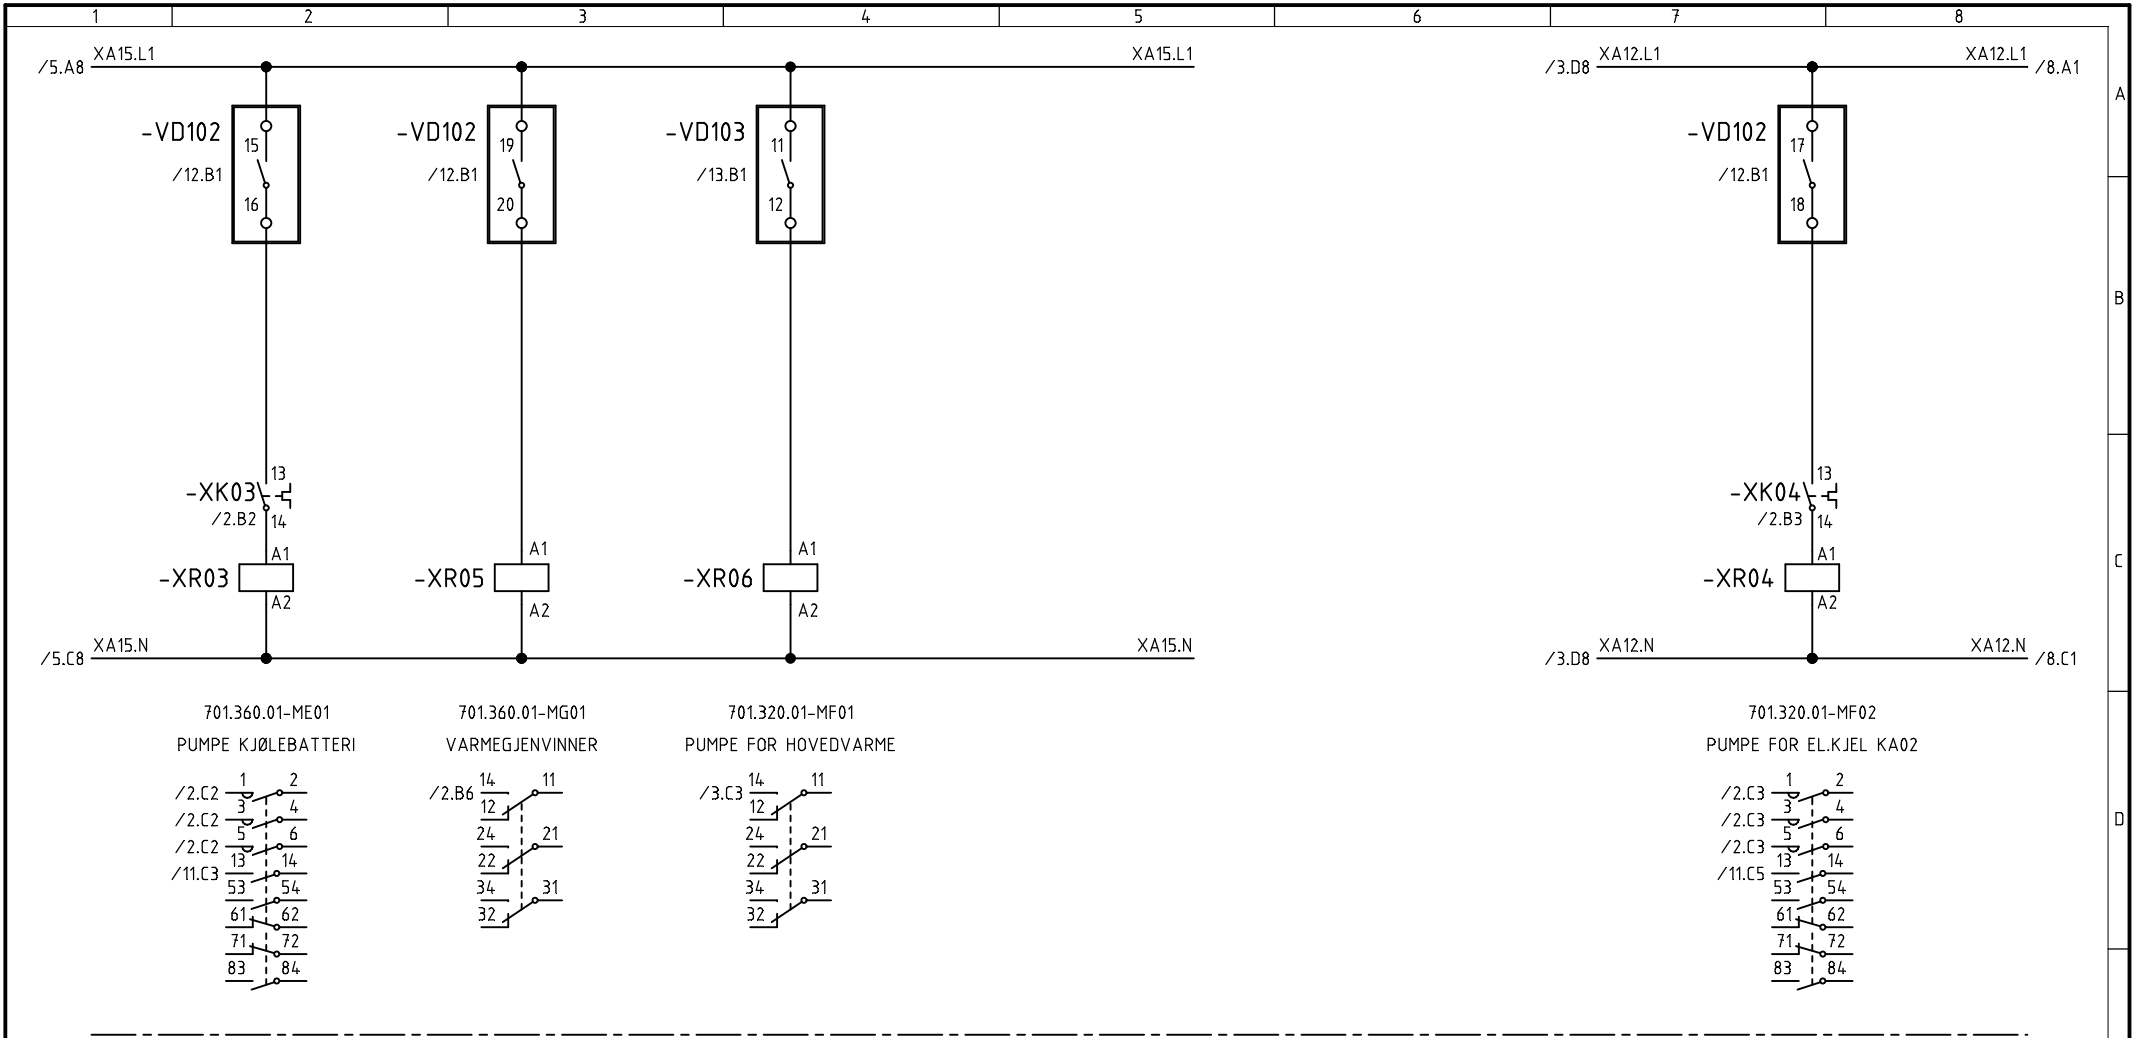 1 2 3 4 5 6 7 8
XA15.L1 XA15.L1 XA12.L1 XA12.L1
/5.A8 /3.D8 /8.A1
A
-VD102 -VD102 -VD103 -VD102
15 19 11 17
/12.B1 /12.B1 /13.B1 /12.B1
16 20 12 18
B
13 13
-XK03 -XK04
/2.B2 14 /2.B3 14
A1 A1 A1 A1
C
-XR03 -XR05 -XR06 -XR04
A2 A2 A2 A2
XA15.N XA15.N XA12.N XA12.N
/5.C8 /3.D8 /8.C1
701.360.01-ME01 701.360.01-MG01 701.320.01-MF01 701.320.01-MF02
PUMPE KJØLEBATTERI VARMEGJENVINNER PUMPE FOR HOVEDVARME PUMPE FOR EL.KJEL KA02
/2.C2 1 2 /2.B6 14 11 /3.C3 14 11 /2.C3 1 2
/2.C2 3 4 12 12 /2.C3 3 4
D
/2.C2 5 6 24 21 24 21 /2.C3 5 6
/11.C3 13 14 22 22 /11.C5 13 14
53 54 34 31 34 31 53 54
61 62 32 32 61 62
71 72 71 72
83 84 83 84